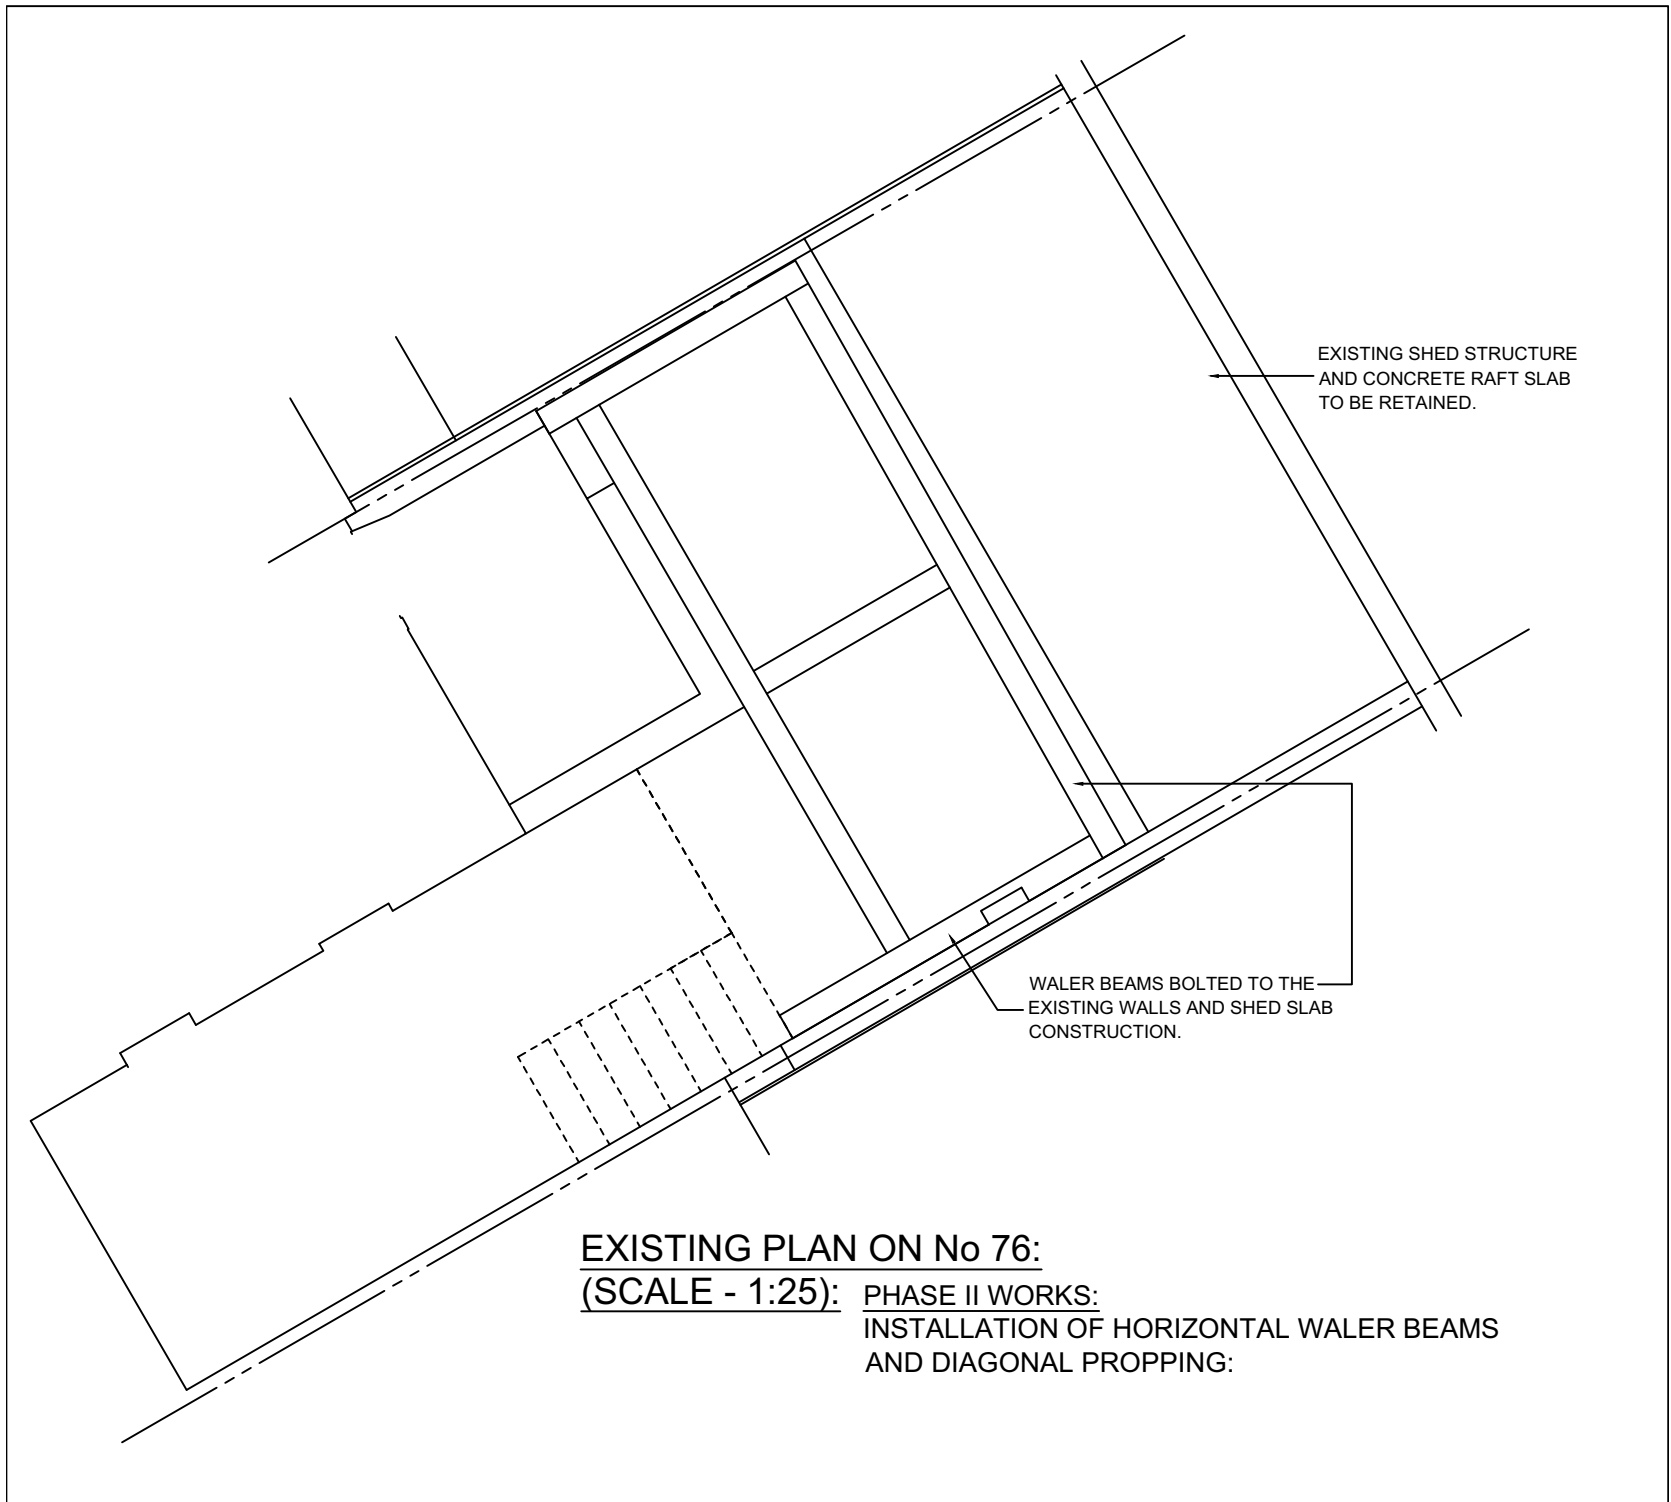 EXISTING SHED STRUCTURE
AND CONCRETE RAFT SLAB
TO BE RETAINED.
WALER BEAMS BOLTED TO THE
EXISTING WALLS AND SHED SLAB
CONSTRUCTION.
EXISTING PLAN ON No 76:
(SCALE - 1:25):
PHASE II WORKS:
INSTALLATION OF HORIZONTAL WALER BEAMS
AND DIAGONAL PROPPING: